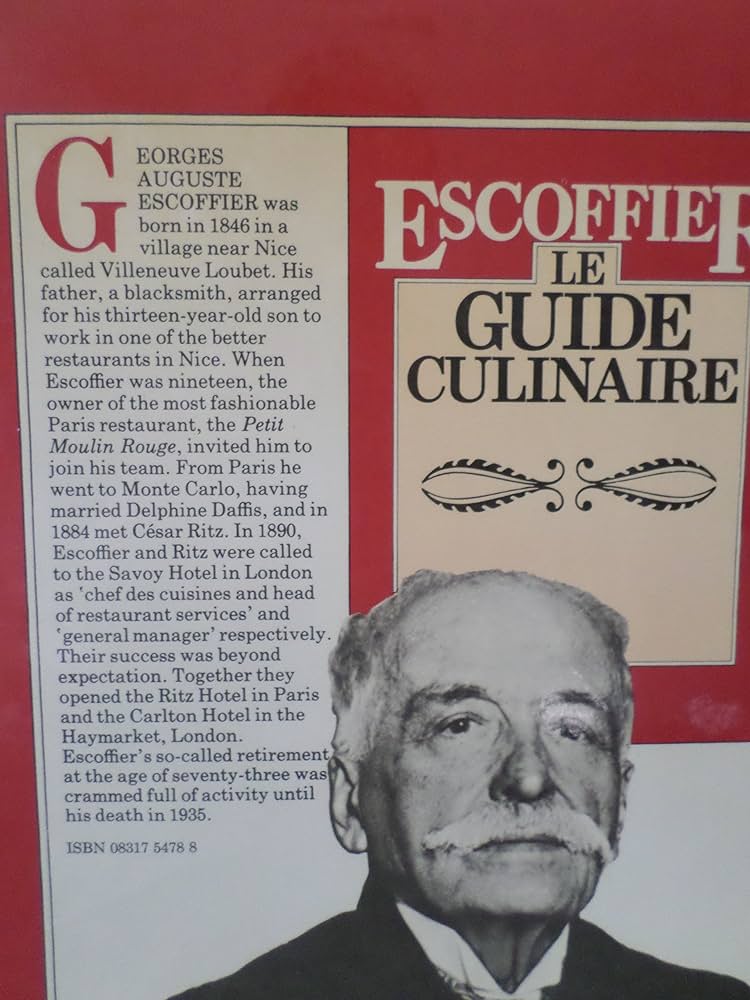 GEORGES
AUGUSTE
ESCOFFIER was
born in 1846 in a
village near Nice
called Villeneuve Loubet. His
father, a blacksmith, arranged
for his thirteen-year-old son to
work in one of the better
restaurants in Nice. When
Escoffier was nineteen, the
owner of the most fashionable
Paris restaurant, the Petit
Moulin Rouge, invited him to
join his team. From Paris he
went to Monte Carlo, having
married Delphine Daffis, and in
1884 met César Ritz. In 1890,
Escoffier and Ritz were called
to the Savoy Hotel in London
as ‘chef des cuisines and head
of restaurant services’ and
‘general manager’ respectively.
Their success was beyond
expectation. Together they
opened the Ritz Hotel in Paris
and the Carlton Hotel in the
Haymarket, London.
Escoffier’s so-called retirement
at the age of seventy-three was
crammed full of activity until
his death in 1935.
ISBN 08317 5478 8
ESCOFFIER
LE
GUIDE
CULINAIRE